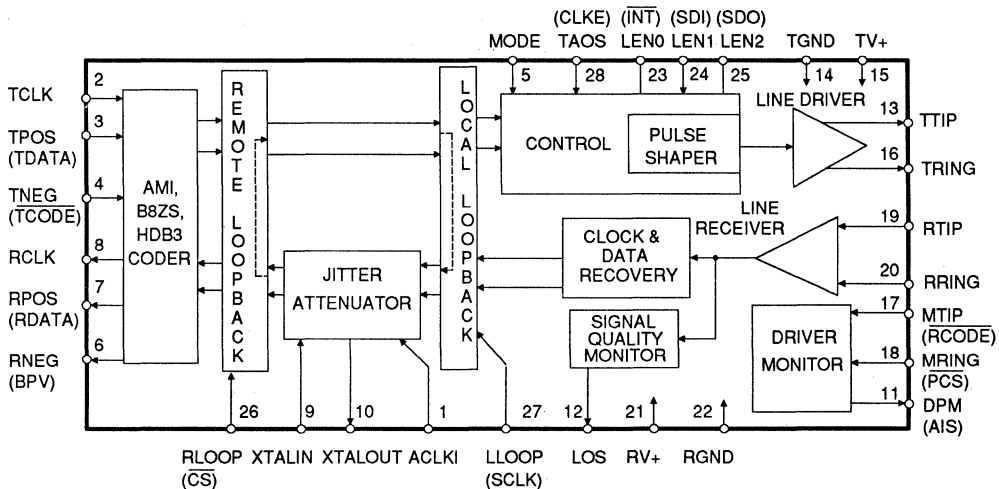 (CLKE) (INT) (SDI) (SDO)
MODE TAOS LEN0 LEN1 LEN2 TGND TV+
5 28 23 24 25 14 15
2
TCLK
3
TPOS
(TDATA)
4
TNEG
(TCODE)
8
RCLK
7
RPOS
(RDATA)
6
RNEG
(BPV)
AMI,
B8ZS,
HDB3
CODER
REMOTE LOOPBACK
LOCAL LOOPBACK
CONTROL
PULSE
SHAPER
LINE DRIVER
13
TTIP
16
TRING
JITTER
ATTENUATOR
CLOCK &
DATA
RECOVERY
LINE
RECEIVER
19
RTIP
20
RRING
SIGNAL
QUALITY
MONITOR
DRIVER
MONITOR
17
MTIP
(RCODE)
18
MRING
(PCS)
11
DPM
(AIS)
26 9 10 1 27 12 21 22
RLOOP XTALIN XTALOUT ACLKI LLOOP LOS RV+ RGND
(CS) (SCLK)